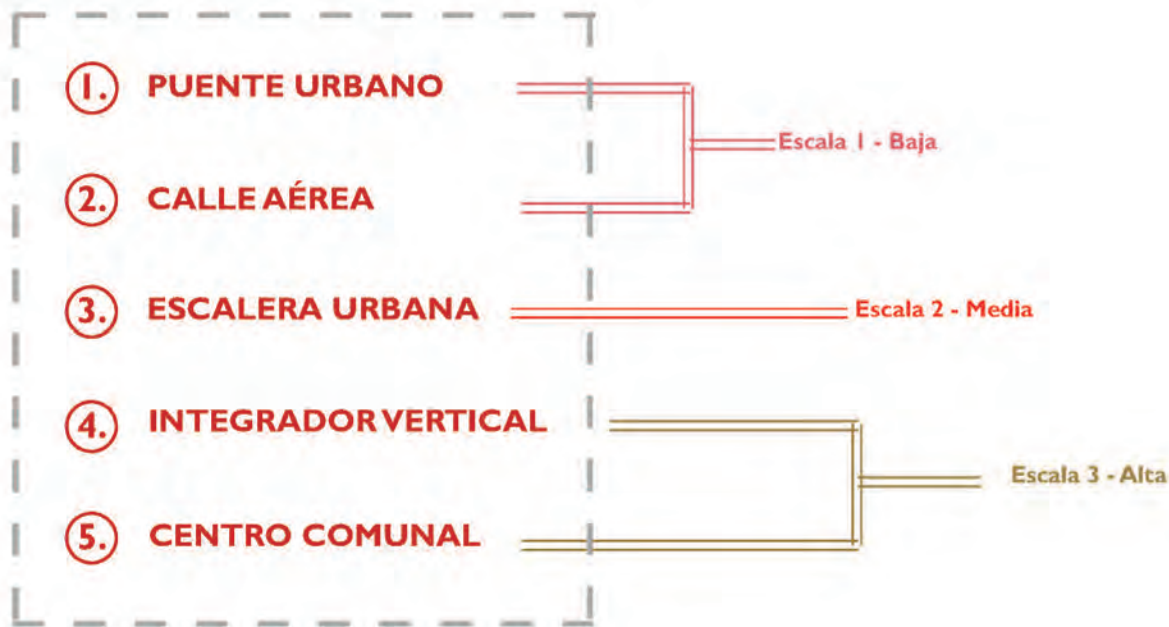 1. PUENTE URBANO
Escala 1 - Baja
2. CALLE AÉREA
3. ESCALERA URBANA
Escala 2 - Media
4. INTEGRADOR VERTICAL
Escala 3 - Alta
5. CENTRO COMUNAL